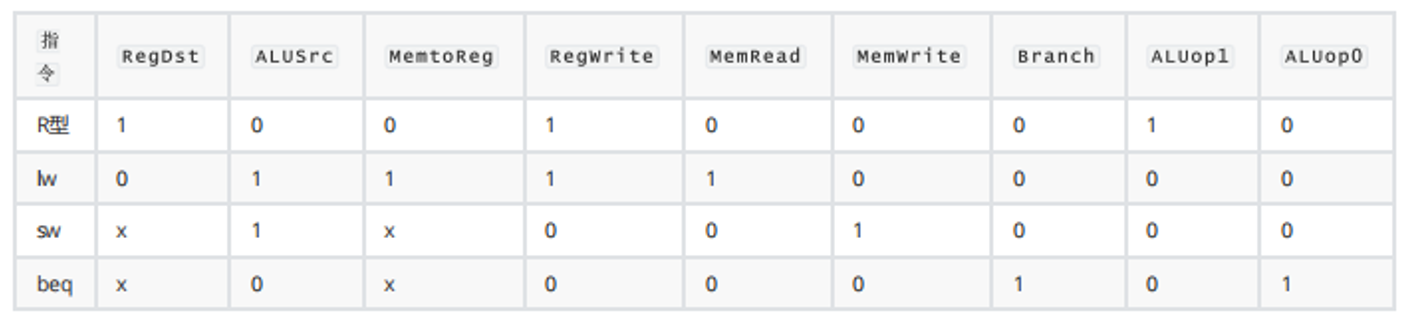 指令 RegDst ALUSrc MemtoReg RegWrite MemRead MemWrite Branch ALUop1 ALUop0
R型 1 0 0 1 0 0 0 1 0
lw 0 1 1 1 1 0 0 0 0
sw x 1 x 0 0 1 0 0 0
beq x 0 x 0 0 0 1 0 1